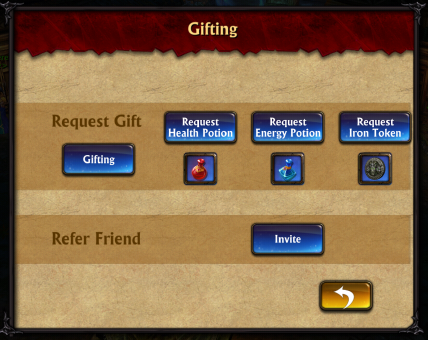 Gifting
Request Gift
Request
Health Potion
Request
Energy Potion
Request
Iron Token
Gifting
Refer Friend
Invite